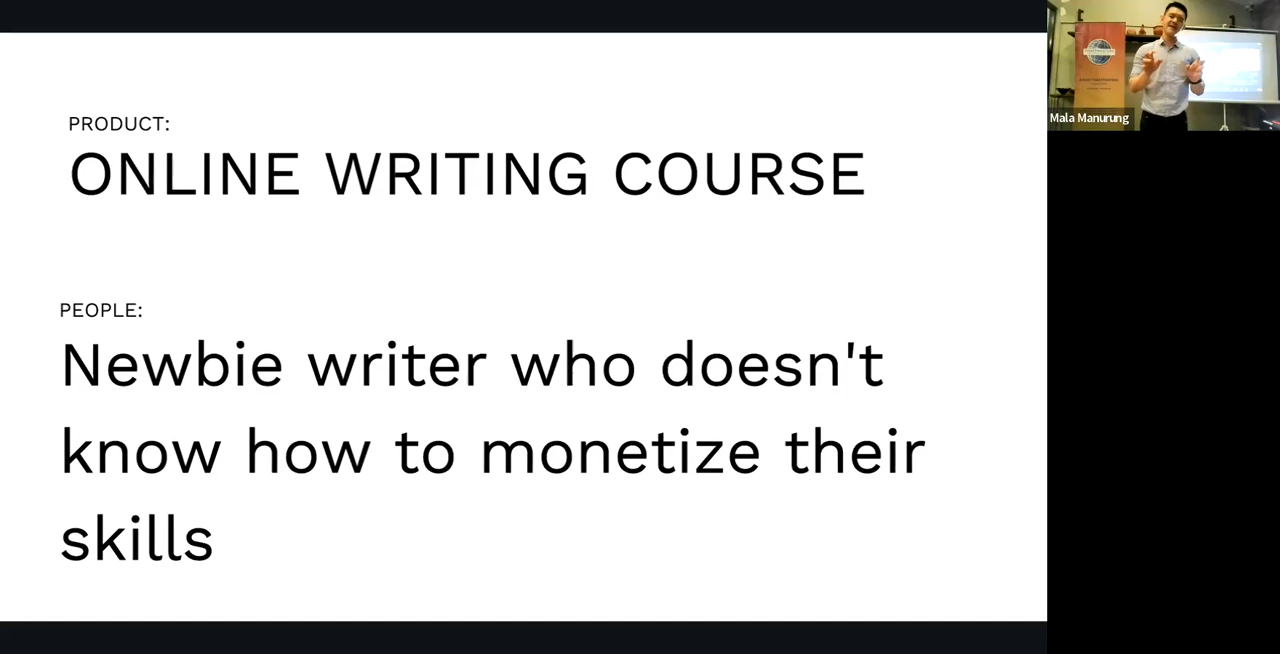 PRODUCT:
ONLINE WRITING COURSE
PEOPLE:
Newbie writer who doesn't
know how to monetize their
skills
Mala Manurung